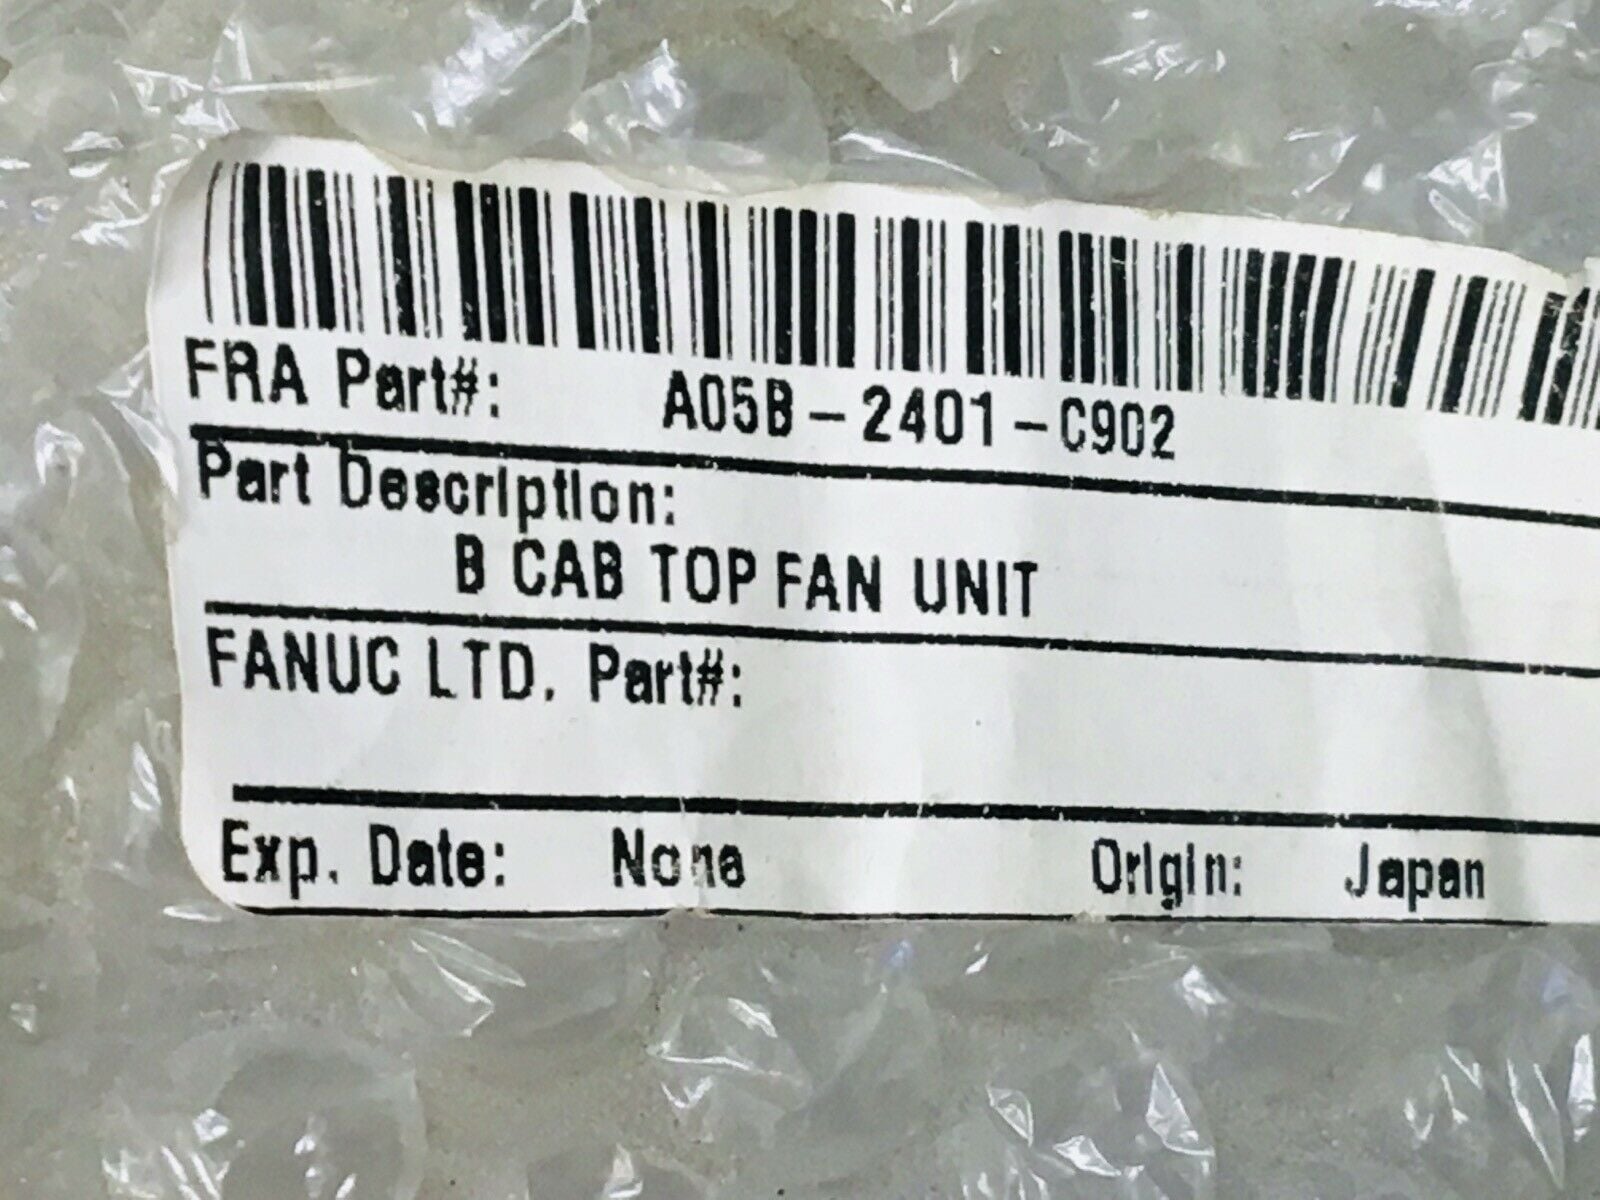 FRA Part#: A05B-2401-C902
Part Description:
B CAB TOP FAN UNIT
FANUC LTD. Part#:
Exp. Date: None Origin: Japan